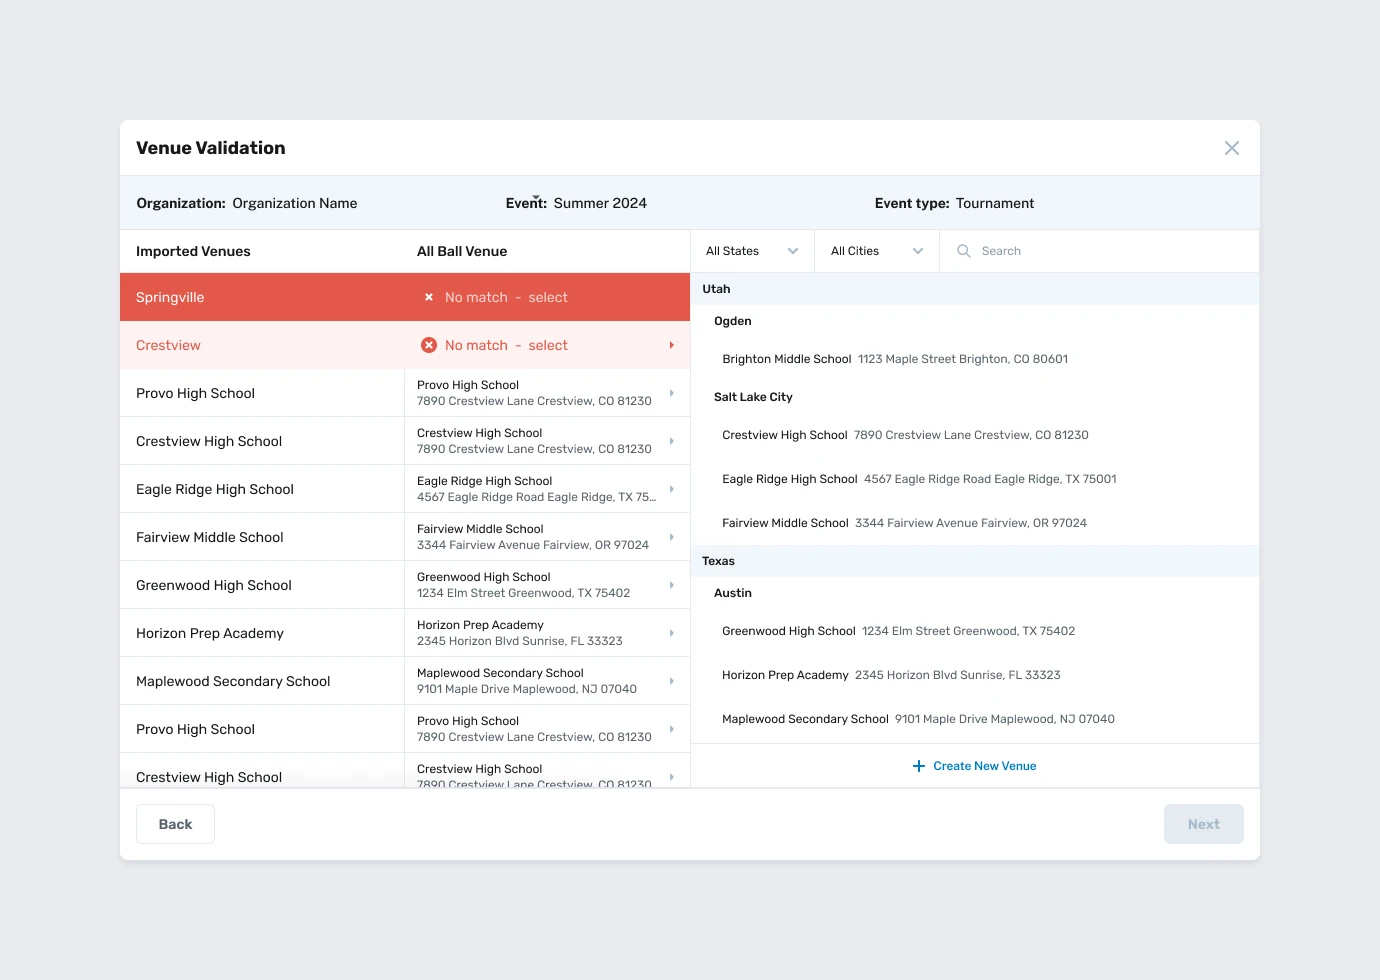 Venue Validation
Organization: Organization Name
Event: Summer 2024
Event type: Tournament
Imported Venues
All Ball Venue
Springville
No match - select
Crestview
No match - select
Provo High School
Provo High School
7890 Crestview Lane Crestview, CO 81230
Crestview High School
Crestview High School
7890 Crestview Lane Crestview, CO 81230
Eagle Ridge High School
Eagle Ridge High School
4567 Eagle Ridge Road Eagle Ridge, TX 75...
Fairview Middle School
Fairview Middle School
3344 Fairview Avenue Fairview, OR 97024
Greenwood High School
Greenwood High School
1234 Elm Street Greenwood, TX 75402
Horizon Prep Academy
Horizon Prep Academy
2345 Horizon Blvd Sunrise, FL 33323
Maplewood Secondary School
Maplewood Secondary School
9101 Maple Drive Maplewood, NJ 07040
Provo High School
Provo High School
7890 Crestview Lane Crestview, CO 81230
Crestview High School
Crestview High School
7890 Crestview Lane Crestview, CO 81230
All States
All Cities
Search
Utah
Ogden
Brighton Middle School 1123 Maple Street Brighton, CO 80601
Salt Lake City
Crestview High School 7890 Crestview Lane Crestview, CO 81230
Eagle Ridge High School 4567 Eagle Ridge Road Eagle Ridge, TX 75001
Fairview Middle School 3344 Fairview Avenue Fairview, OR 97024
Texas
Austin
Greenwood High School 1234 Elm Street Greenwood, TX 75402
Horizon Prep Academy 2345 Horizon Blvd Sunrise, FL 33323
Maplewood Secondary School 9101 Maple Drive Maplewood, NJ 07040
Create New Venue
Back
Next